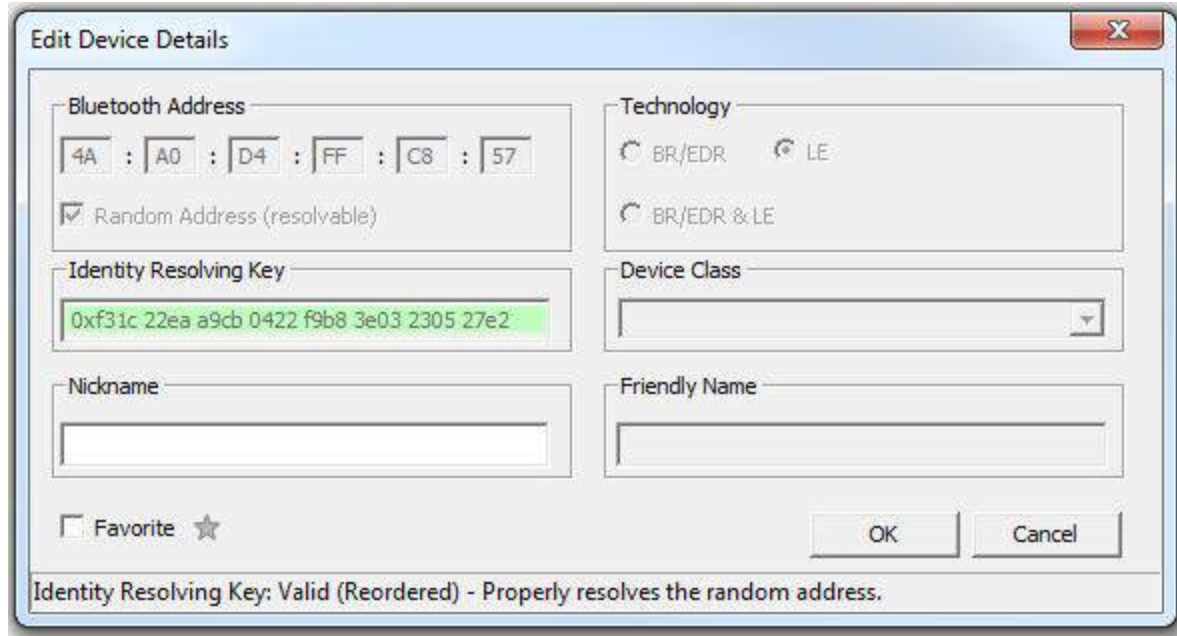 Edit Device Details
Bluetooth Address
4A : A0 : D4 : FF : C8 : 57
Random Address (resolvable)
Technology
BR/EDR LE
BR/EDR & LE
Identity Resolving Key
0xf31c 22ea a9cb 0422 f9b8 3e03 2305 27e2
Device Class
Nickname
Friendly Name
Favorite
OK Cancel
Identity Resolving Key: Valid (Reordered) - Properly resolves the random address.